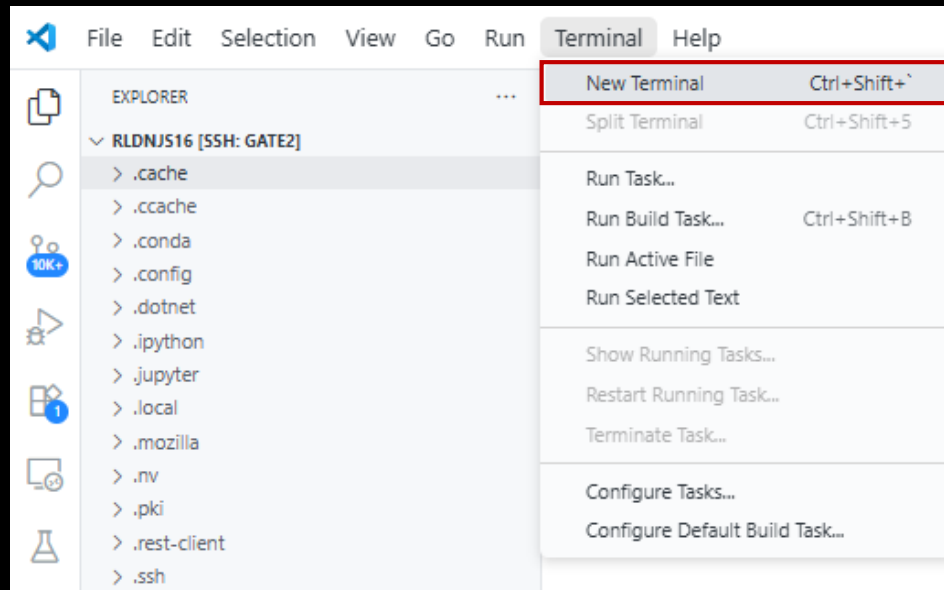 File Edit Selection View Go Run Terminal Help
EXPLORER ...
RLDNJS16 [SSH: GATE2]
.cache
.ccache
.conda
.config
.dotnet
.ipython
.jupyter
.local
.mozilla
.nv
.pki
.rest-client
.ssh
10K+
1
New Terminal Ctrl+Shift+`
Split Terminal Ctrl+Shift+5
Run Task...
Run Build Task... Ctrl+Shift+B
Run Active File
Run Selected Text
Show Running Tasks...
Restart Running Task...
Terminate Task...
Configure Tasks...
Configure Default Build Task...